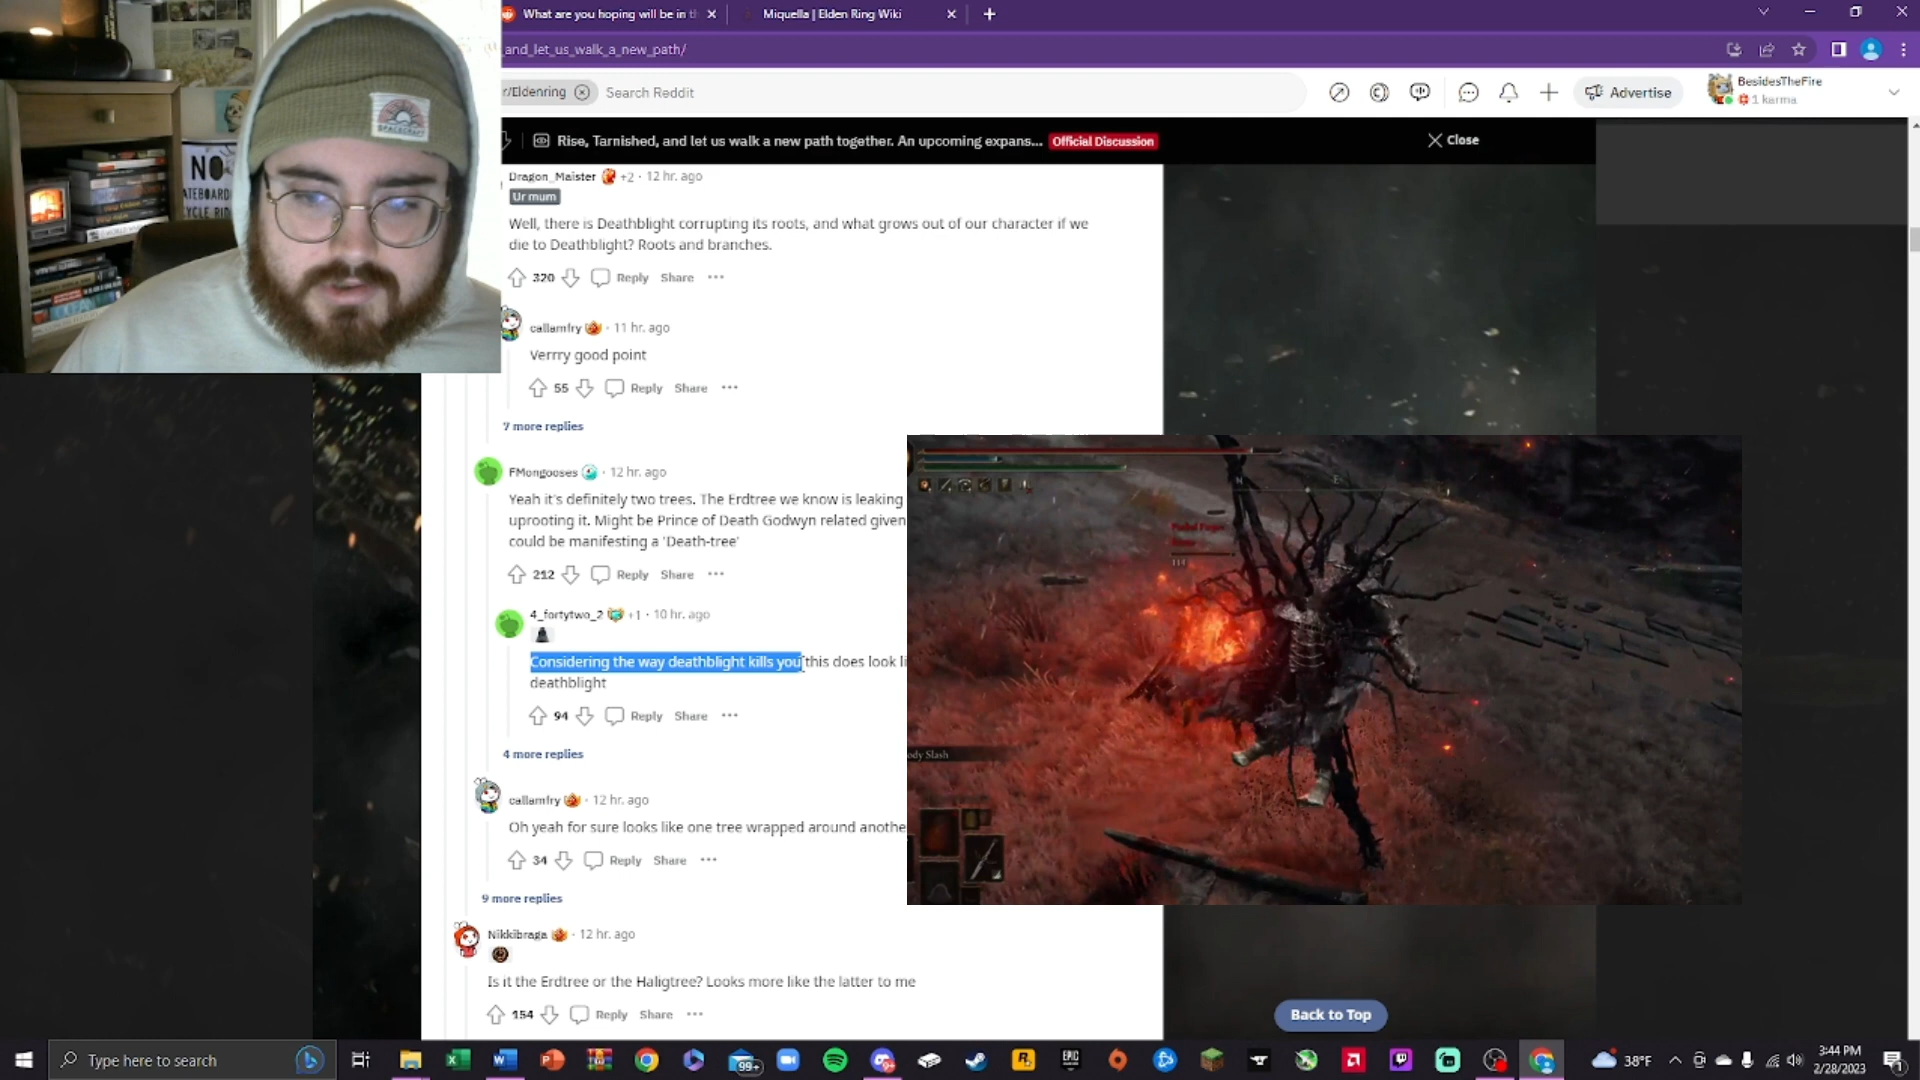 What are you hoping will be in t
Miquella | Elden Ring Wiki
_and_let_us_walk_a_new_path/
r/Eldenring
Search Reddit
Advertise
BesidesTheFire
1 karma
Rise, Tarnished, and let us walk a new path together. An upcoming expans...
Official Discussion
Close
Dragon_Maister +2 · 12 hr. ago
Ur mum
Well, there is Deathblight corrupting its roots, and what grows out of our character if we
die to Deathblight? Roots and branches.
320 Reply Share ···
callamfry · 11 hr. ago
Verrry good point
55 Reply Share ···
7 more replies
FMongooses · 12 hr. ago
Yeah it's definitely two trees. The Erdtree we know is leaking
uprooting it. Might be Prince of Death Godwyn related given
could be manifesting a 'Death-tree'
212 Reply Share ···
4_fortytwo_2 +1 · 10 hr. ago
Considering the way deathblight kills you this does look li
deathblight
94 Reply Share ···
4 more replies
callamfry · 12 hr. ago
Oh yeah for sure looks like one tree wrapped around anothe
34 Reply Share ···
9 more replies
Nikkibraga · 12 hr. ago
Is it the Erdtree or the Haligtree? Looks more like the latter to me
154 Reply Share ···
Back to Top
SPACECRAFT
NO
ody Slash
114
Type here to search
99+
38°F
3:44 PM
2/28/2023